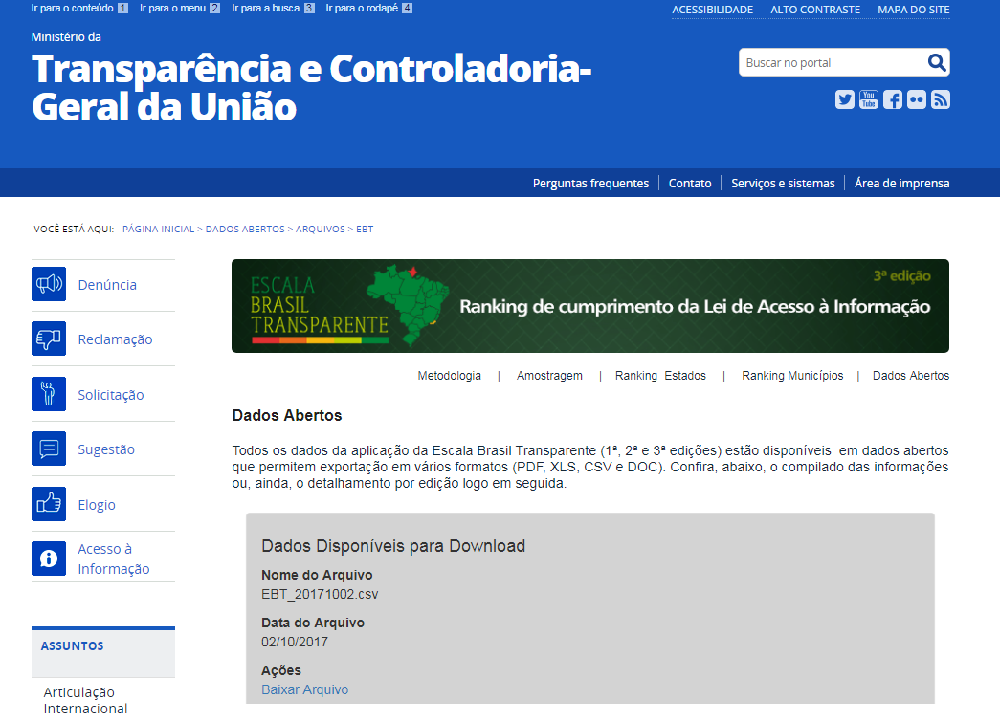 Ir para o conteúdo 1 Ir para o menu 2 Ir para a busca 3 Ir para o rodapé 4
ACESSIBILIDADE ALTO CONTRASTE MAPA DO SITE
Ministério da
Transparência e Controladoria-
Geral da União
Buscar no portal
You
Tube
Perguntas frequentes Contato Serviços e sistemas Área de imprensa
VOCÊ ESTÁ AQUI: PÁGINA INICIAL > DADOS ABERTOS > ARQUIVOS > EBT
Denúncia
Reclamação
Solicitação
Sugestão
Elogio
Acesso à
Informação
ASSUNTOS
Articulação
Internacional
ESCALA
BRASIL
TRANSPARENTE
3ª edição
Ranking de cumprimento da Lei de Acesso à Informação
Metodologia | Amostragem | Ranking Estados | Ranking Municípios | Dados Abertos
Dados Abertos
Todos os dados da aplicação da Escala Brasil Transparente (1ª, 2ª e 3ª edições) estão disponíveis em dados abertos
que permitem exportação em vários formatos (PDF, XLS, CSV e DOC). Confira, abaixo, o compilado das informações
ou, ainda, o detalhamento por edição logo em seguida.
Dados Disponíveis para Download
Nome do Arquivo
EBT_20171002.csv
Data do Arquivo
02/10/2017
Ações
Baixar Arquivo